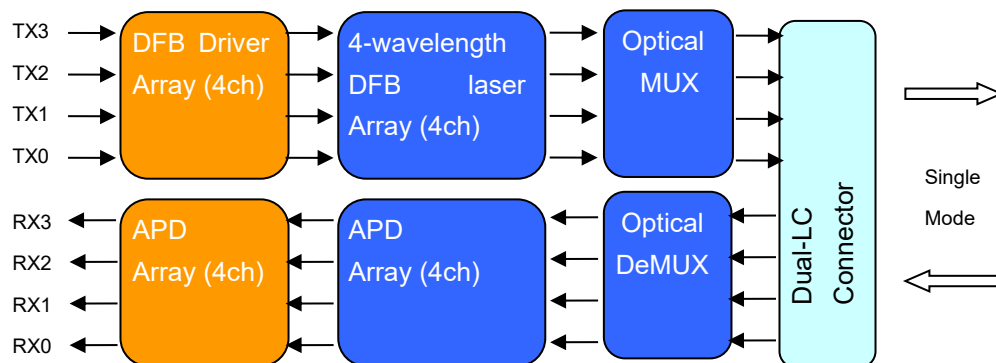 TX3
TX2
TX1
TX0
DFB Driver
Array (4ch)
4-wavelength
DFB laser
Array (4ch)
Optical
MUX
RX3
RX2
RX1
RX0
APD
Array (4ch)
APD
Array (4ch)
Optical
DeMUX
Dual-LC
Connector
Single
Mode